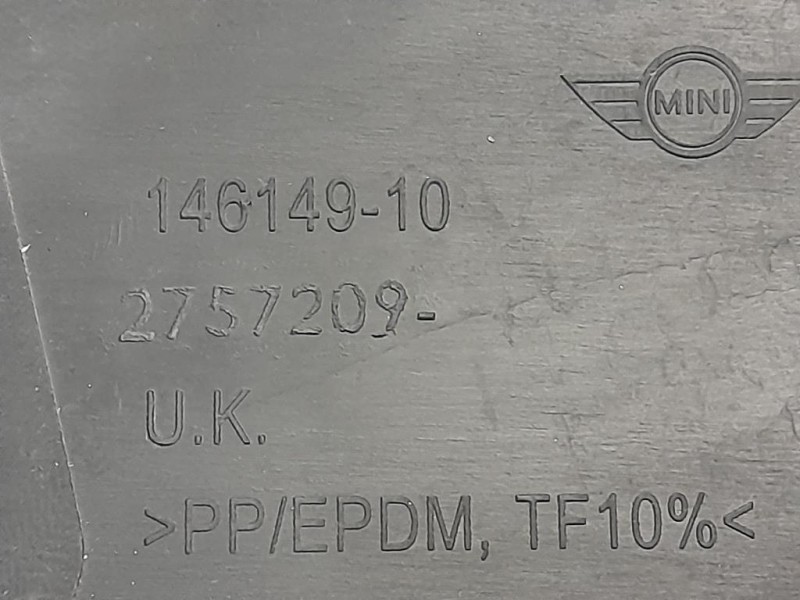 MINI
146149-10
2757209-
U.K.
>PP/EPDM, TF10%<